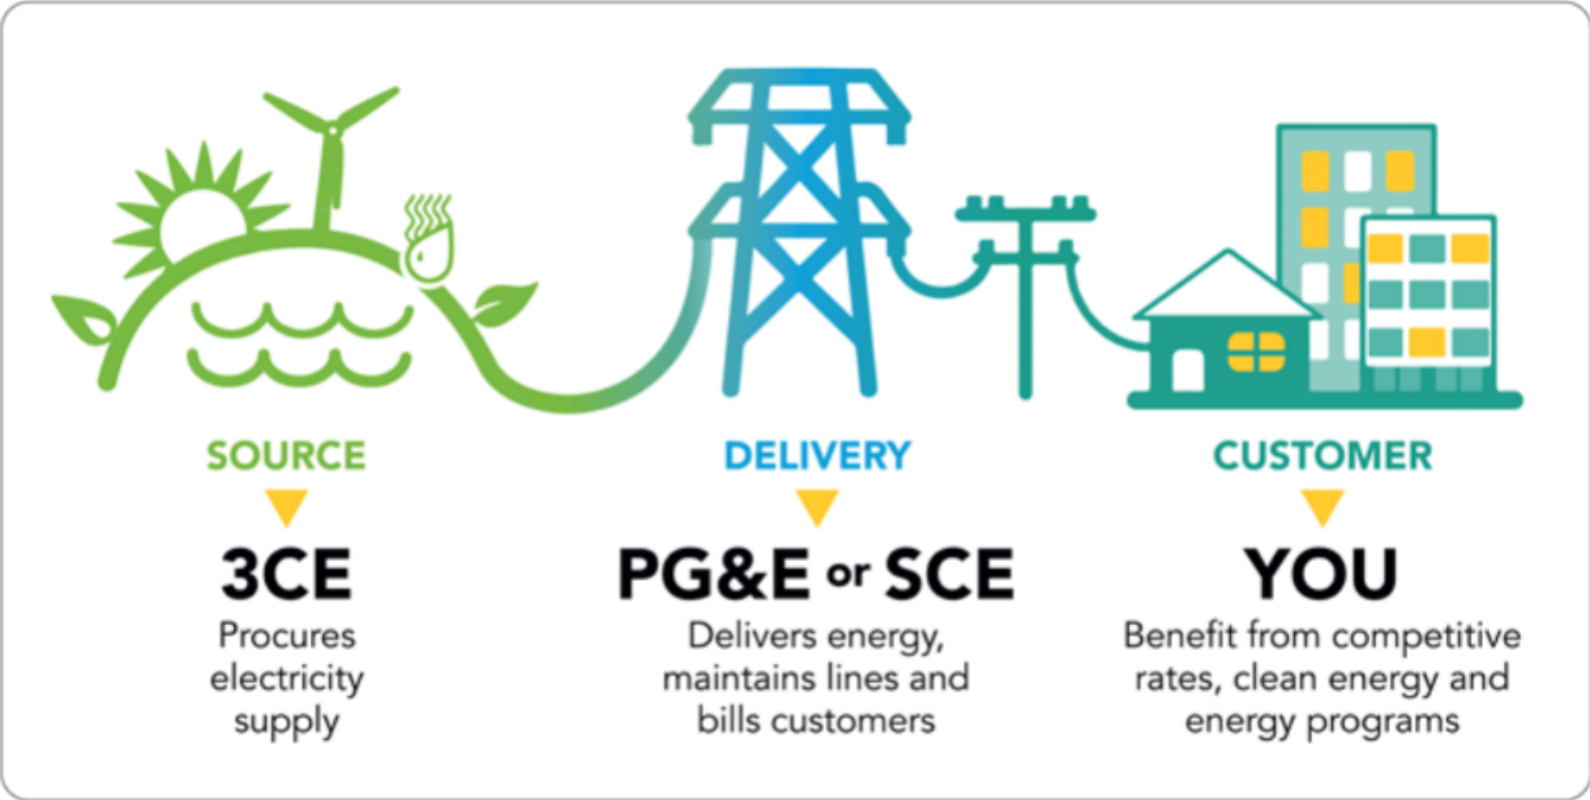 SOURCE
3CE
Procures
electricity
supply
DELIVERY
PG&E or SCE
Delivers energy,
maintains lines and
bills customers
CUSTOMER
YOU
Benefit from competitive
rates, clean energy and
energy programs